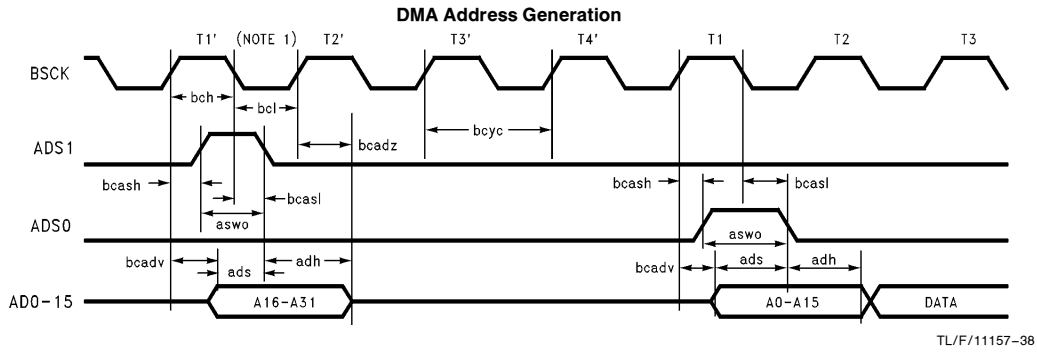 DMA Address Generation
T1' (NOTE 1) T2' T3' T4' T1 T2 T3
BSCK
bch bcl bcyc
ADS1 bcadz
bcash bcasl bcash bcasl
aswo
ADS0 aswo
bcadv ads adh bcadv ads adh
AD0-15 A16-A31 A0-A15 DATA
TL/F/11157-38